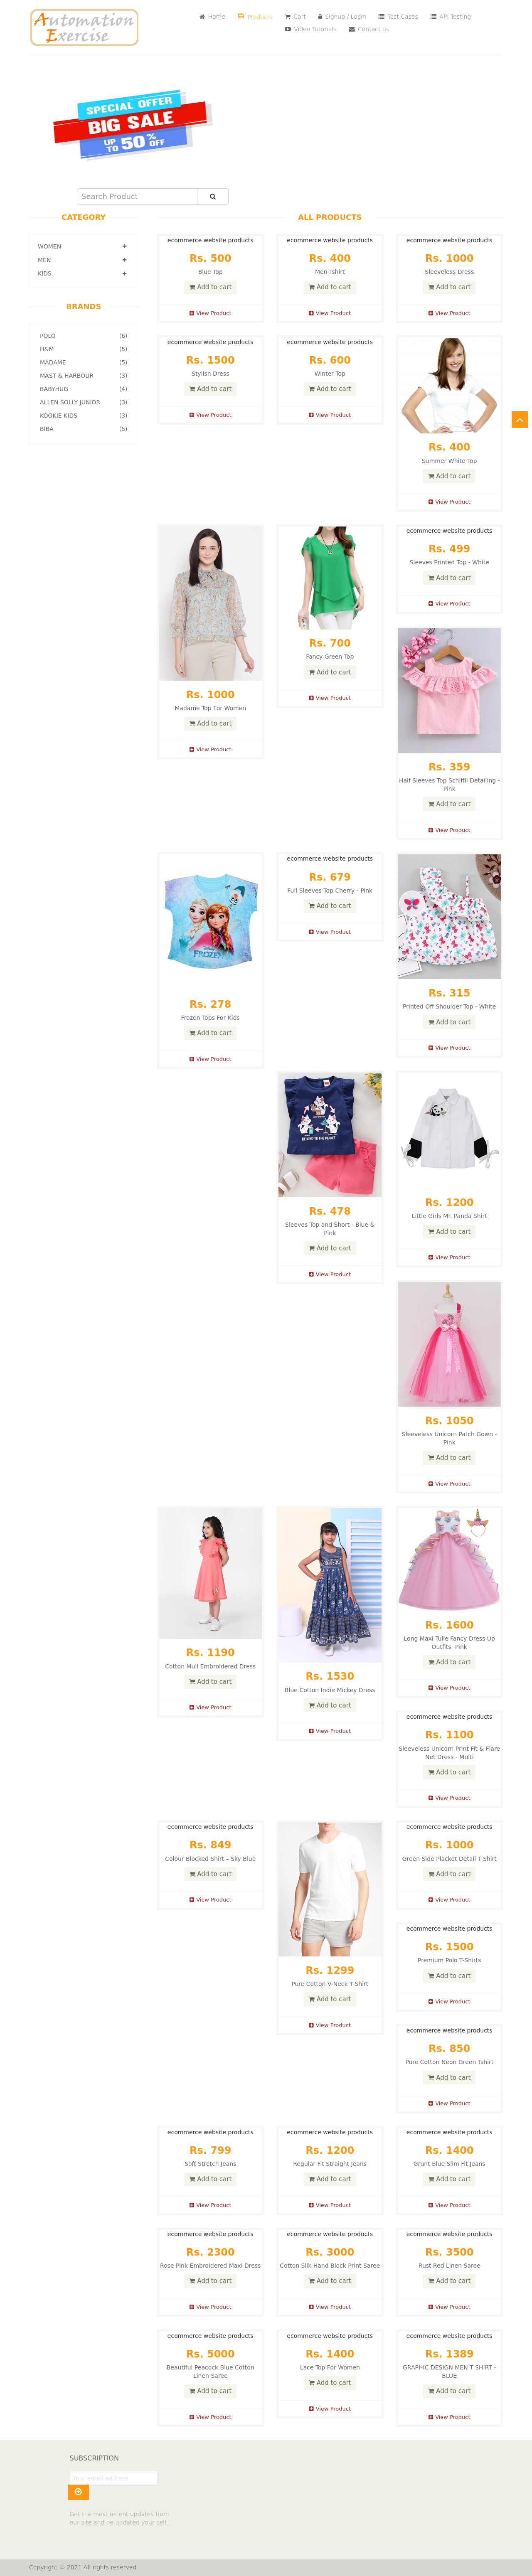 Automation
Exercise
Home
Products
Cart
Signup / Login
Test Cases
API Testing
Video Tutorials
Contact us
SPECIAL OFFER
BIG SALE
UP TO 50 % OFF
Search Product
CATEGORY
WOMEN
MEN
KIDS
BRANDS
POLO (6)
H&M (5)
MADAME (5)
MAST & HARBOUR (3)
BABYHUG (4)
ALLEN SOLLY JUNIOR (3)
KOOKIE KIDS (3)
BIBA (5)
ALL PRODUCTS
ecommerce website products
Rs. 500
Blue Top
Add to cart
View Product
ecommerce website products
Rs. 400
Men Tshirt
Add to cart
View Product
ecommerce website products
Rs. 1000
Sleeveless Dress
Add to cart
View Product
ecommerce website products
Rs. 1500
Stylish Dress
Add to cart
View Product
ecommerce website products
Rs. 600
Winter Top
Add to cart
View Product
Rs. 400
Summer White Top
Add to cart
View Product
Rs. 1000
Madame Top For Women
Add to cart
View Product
Rs. 700
Fancy Green Top
Add to cart
View Product
ecommerce website products
Rs. 499
Sleeves Printed Top - White
Add to cart
View Product
Rs. 359
Half Sleeves Top Schiffli Detailing -
Pink
Add to cart
View Product
FROZEN
Rs. 278
Frozen Tops For Kids
Add to cart
View Product
ecommerce website products
Rs. 679
Full Sleeves Top Cherry - Pink
Add to cart
View Product
Rs. 315
Printed Off Shoulder Top - White
Add to cart
View Product
Rs. 478
Sleeves Top and Short - Blue &
Pink
Add to cart
View Product
Rs. 1200
Little Girls Mr. Panda Shirt
Add to cart
View Product
Rs. 1050
Sleeveless Unicorn Patch Gown -
Pink
Add to cart
View Product
Rs. 1190
Cotton Mull Embroidered Dress
Add to cart
View Product
Rs. 1530
Blue Cotton Indie Mickey Dress
Add to cart
View Product
Rs. 1600
Long Maxi Tulle Fancy Dress Up
Outfits -Pink
Add to cart
View Product
ecommerce website products
Rs. 1100
Sleeveless Unicorn Print Fit & Flare
Net Dress - Multi
Add to cart
View Product
ecommerce website products
Rs. 849
Colour Blocked Shirt – Sky Blue
Add to cart
View Product
Rs. 1299
Pure Cotton V-Neck T-Shirt
Add to cart
View Product
ecommerce website products
Rs. 1000
Green Side Placket Detail T-Shirt
Add to cart
View Product
ecommerce website products
Rs. 1500
Premium Polo T-Shirts
Add to cart
View Product
ecommerce website products
Rs. 850
Pure Cotton Neon Green Tshirt
Add to cart
View Product
ecommerce website products
Rs. 799
Soft Stretch Jeans
Add to cart
View Product
ecommerce website products
Rs. 1200
Regular Fit Straight Jeans
Add to cart
View Product
ecommerce website products
Rs. 1400
Grunt Blue Slim Fit Jeans
Add to cart
View Product
ecommerce website products
Rs. 2300
Rose Pink Embroidered Maxi Dress
Add to cart
View Product
ecommerce website products
Rs. 3000
Cotton Silk Hand Block Print Saree
Add to cart
View Product
ecommerce website products
Rs. 3500
Rust Red Linen Saree
Add to cart
View Product
ecommerce website products
Rs. 5000
Beautiful Peacock Blue Cotton
Linen Saree
Add to cart
View Product
ecommerce website products
Rs. 1400
Lace Top For Women
Add to cart
View Product
ecommerce website products
Rs. 1389
GRAPHIC DESIGN MEN T SHIRT -
BLUE
Add to cart
View Product
SUBSCRIPTION
Your email address
Get the most recent updates from
our site and be updated your self...
Copyright © 2021 All rights reserved